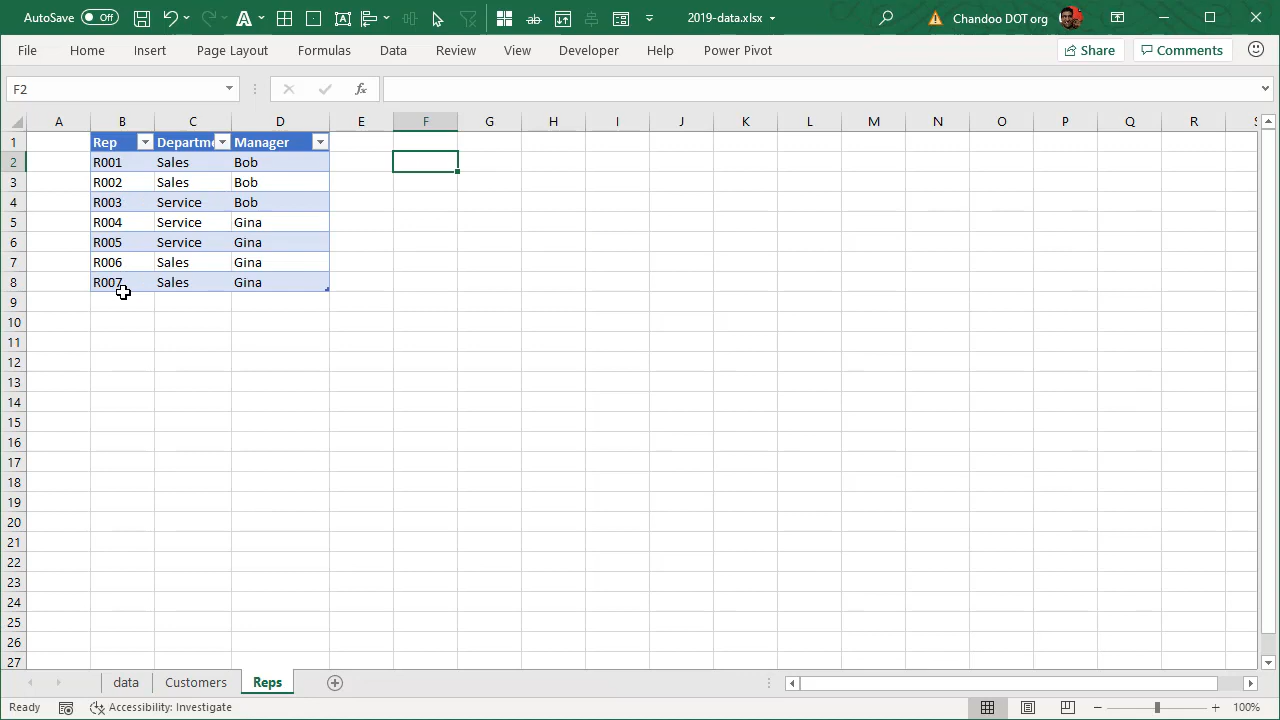 AutoSave Off 2019-data.xlsx Chandoo DOT org
File Home Insert Page Layout Formulas Data Review View Developer Help Power Pivot Share Comments
F2 fx
A B C D E F G H I J K L M N O P Q R
1 Rep Departme Manager
2 R001 Sales Bob
3 R002 Sales Bob
4 R003 Service Bob
5 R004 Service Gina
6 R005 Service Gina
7 R006 Sales Gina
8 R007 Sales Gina
9
10
11
12
13
14
15
16
17
18
19
20
21
22
23
24
25
26
27
data Customers Reps
Ready Accessibility: Investigate 100%